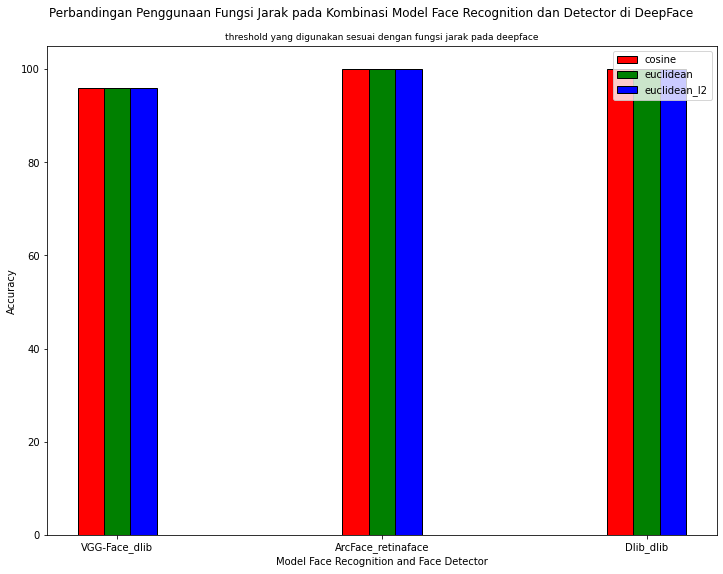 Perbandingan Penggunaan Fungsi Jarak pada Kombinasi Model Face Recognition dan Detector di DeepFace
threshold yang digunakan sesuai dengan fungsi jarak pada deepface
cosine
euclidean
euclidean_l2
100
80
60
40
20
0
Accuracy
VGG-Face_dlib
ArcFace_retinaface
Dlib_dlib
Model Face Recognition and Face Detector